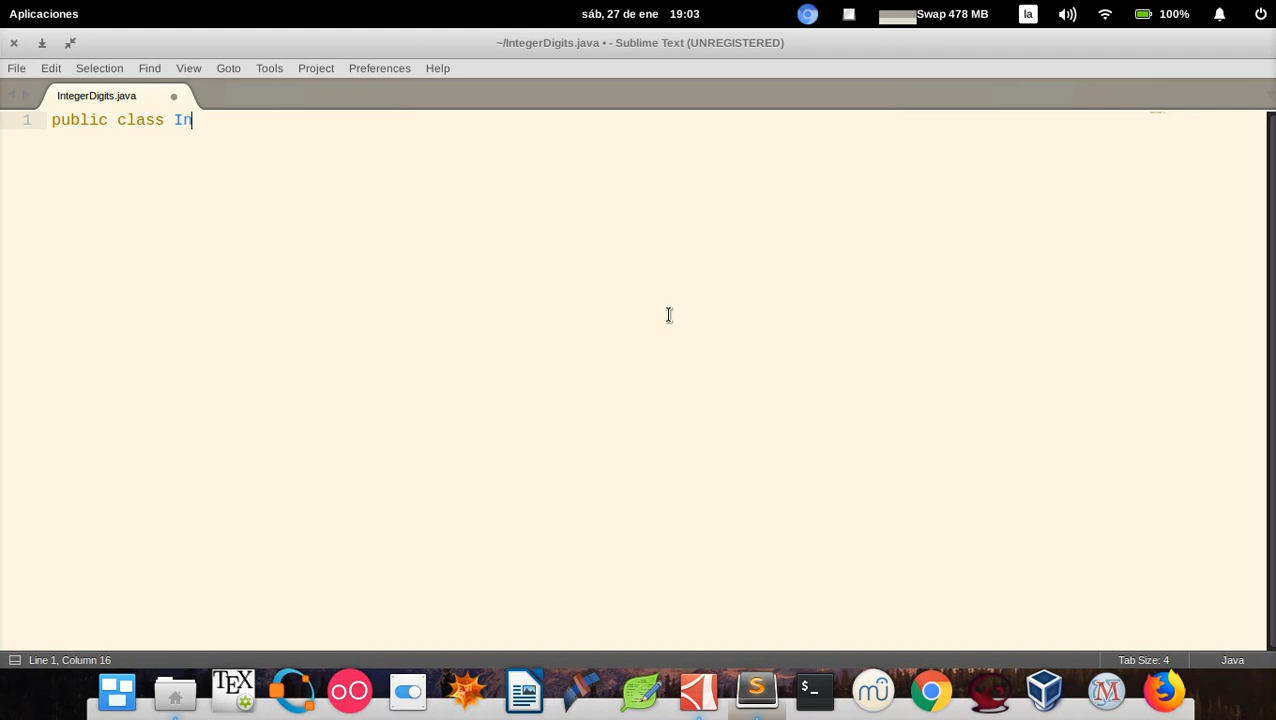 Aplicaciones sáb, 27 de ene 19:03 Swap 478 MB la 100%
~/IntegerDigits.java • - Sublime Text (UNREGISTERED)
File Edit Selection Find View Goto Tools Project Preferences Help
IntegerDigits.java
1 public class In
Line 1, Column 16 Tab Size: 4 Java
TEX S >_ mu M